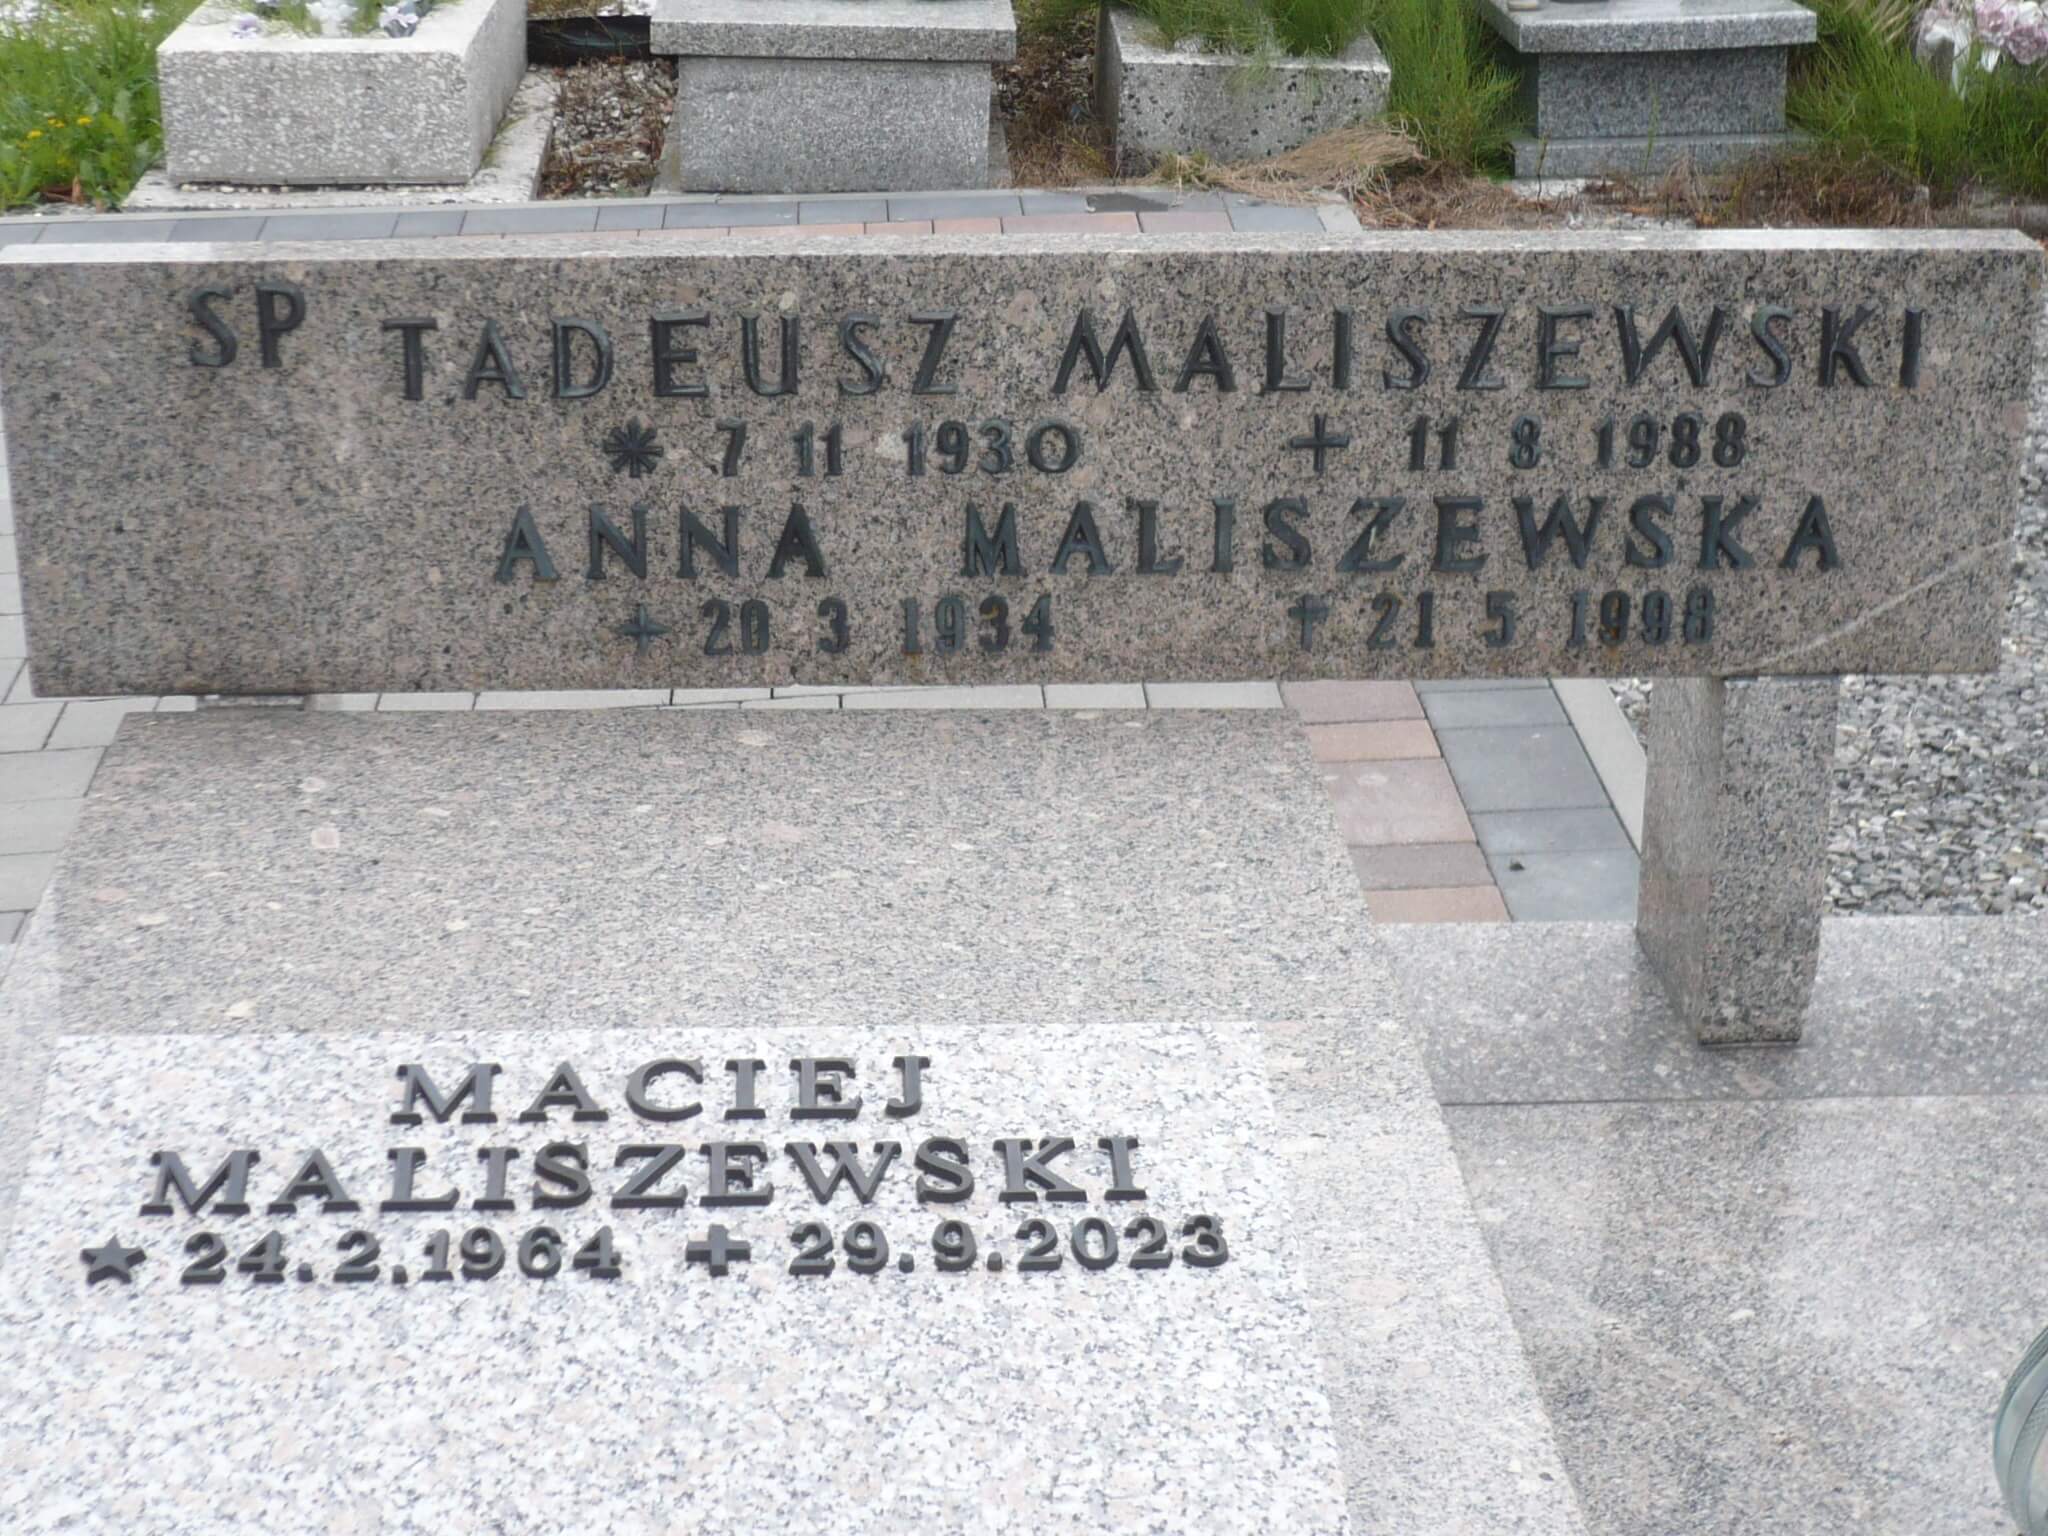 SP TADEUSZ MALISZEWSKI
* 7 11 1930 + 11 8 1988
ANNA MALISZEWSKA
+ 20 3 1934 + 21 5 1998
MACIEJ
MALISZEWSKI
★ 24.2.1964 + 29.9.2023